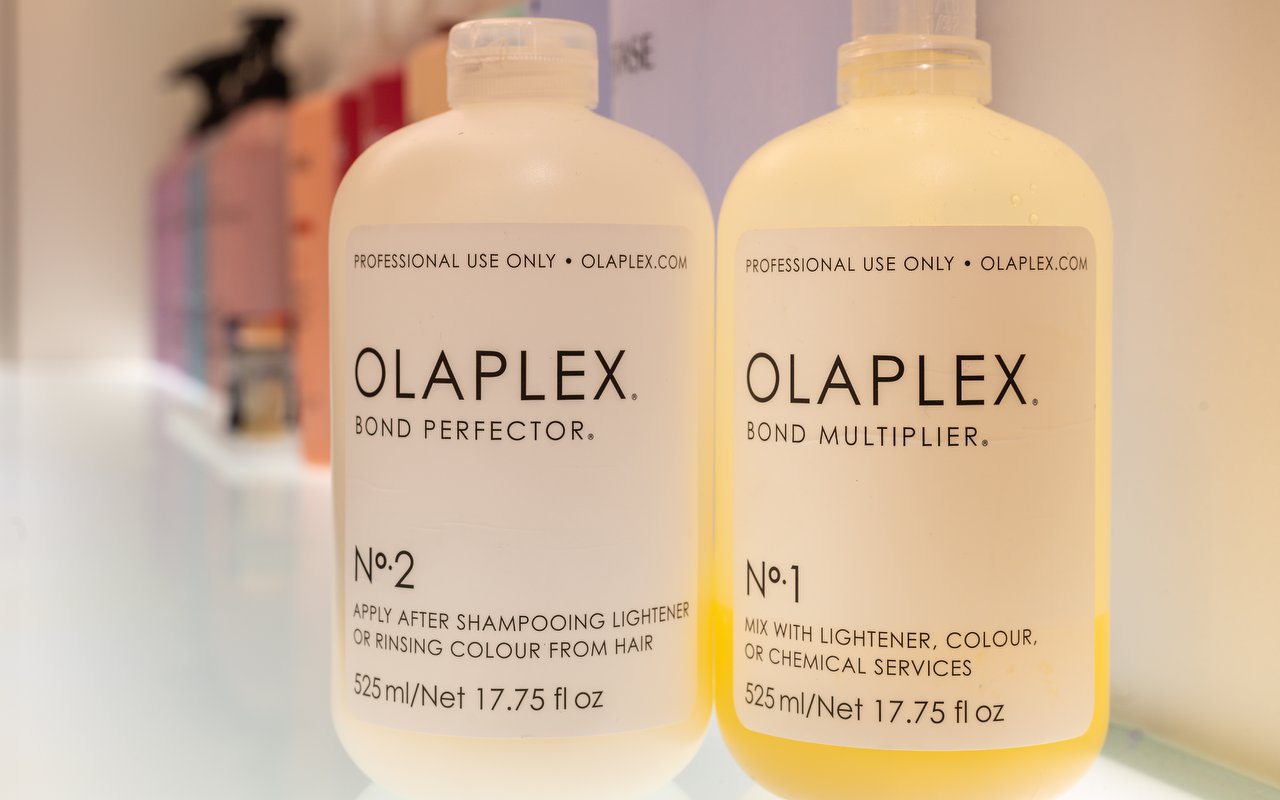 PROFESSIONAL USE ONLY • OLAPLEX.COM
OLAPLEX®
BOND PERFECTOR®
Nº.2
APPLY AFTER SHAMPOOING LIGHTENER
OR RINSING COLOUR FROM HAIR
525 ml/Net 17.75 fl oz
PROFESSIONAL USE ONLY • OLAPLEX.COM
OLAPLEX®
BOND MULTIPLIER®
Nº.1
MIX WITH LIGHTENER, COLOUR,
OR CHEMICAL SERVICES
525 ml/Net 17.75 fl oz